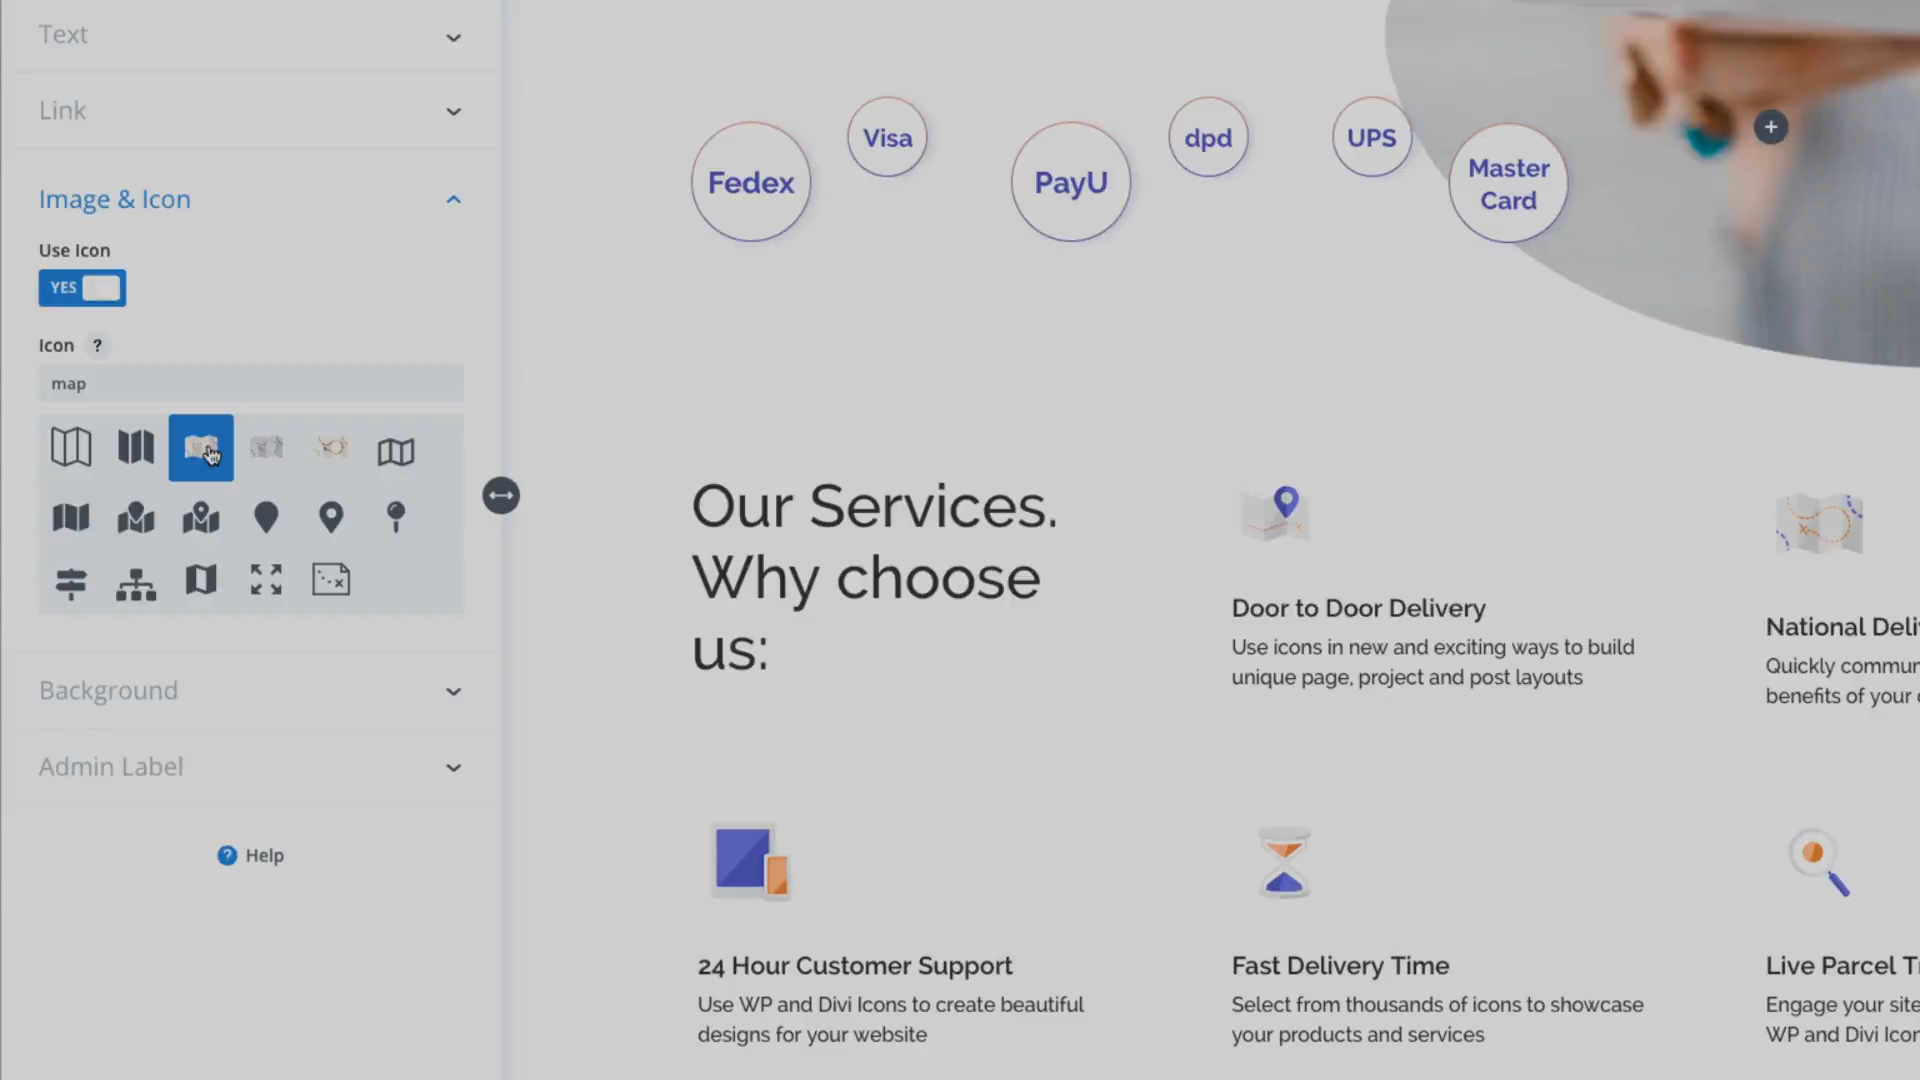 Text
Link
Image & Icon
Use Icon
YES
Icon ?
map
Background
Admin Label
? Help
Fedex
Visa
PayU
dpd
UPS
Master
Card
Our Services.
Why choose
us:
Door to Door Delivery
Use icons in new and exciting ways to build
unique page, project and post layouts
National Deli
Quickly commun
benefits of your
24 Hour Customer Support
Use WP and Divi Icons to create beautiful
designs for your website
Fast Delivery Time
Select from thousands of icons to showcase
your products and services
Live Parcel T
Engage your site
WP and Divi Icon